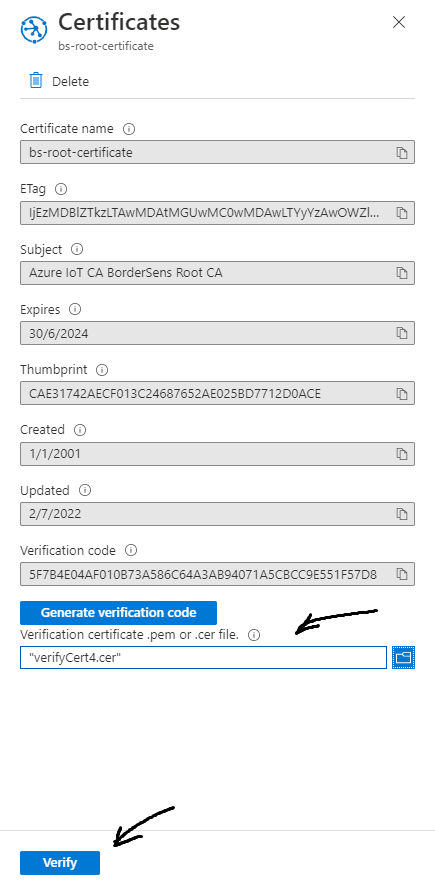 Certificates
bs-root-certificate
Delete
Certificate name
bs-root-certificate
ETag
IjEzMDBlZTkzLTAwMDAtMGUwMC0wMDAwLTYyYzAwOWZl...
Subject
Azure IoT CA BorderSens Root CA
Expires
30/6/2024
Thumbprint
CAE31742AECF013C24687652AE025BD7712D0ACE
Created
1/1/2001
Updated
2/7/2022
Verification code
5F7B4E04AF010B73A586C64A3AB94071A5CBCC9E551F57D8
Generate verification code
Verification certificate .pem or .cer file.
"verifyCert4.cer"
Verify